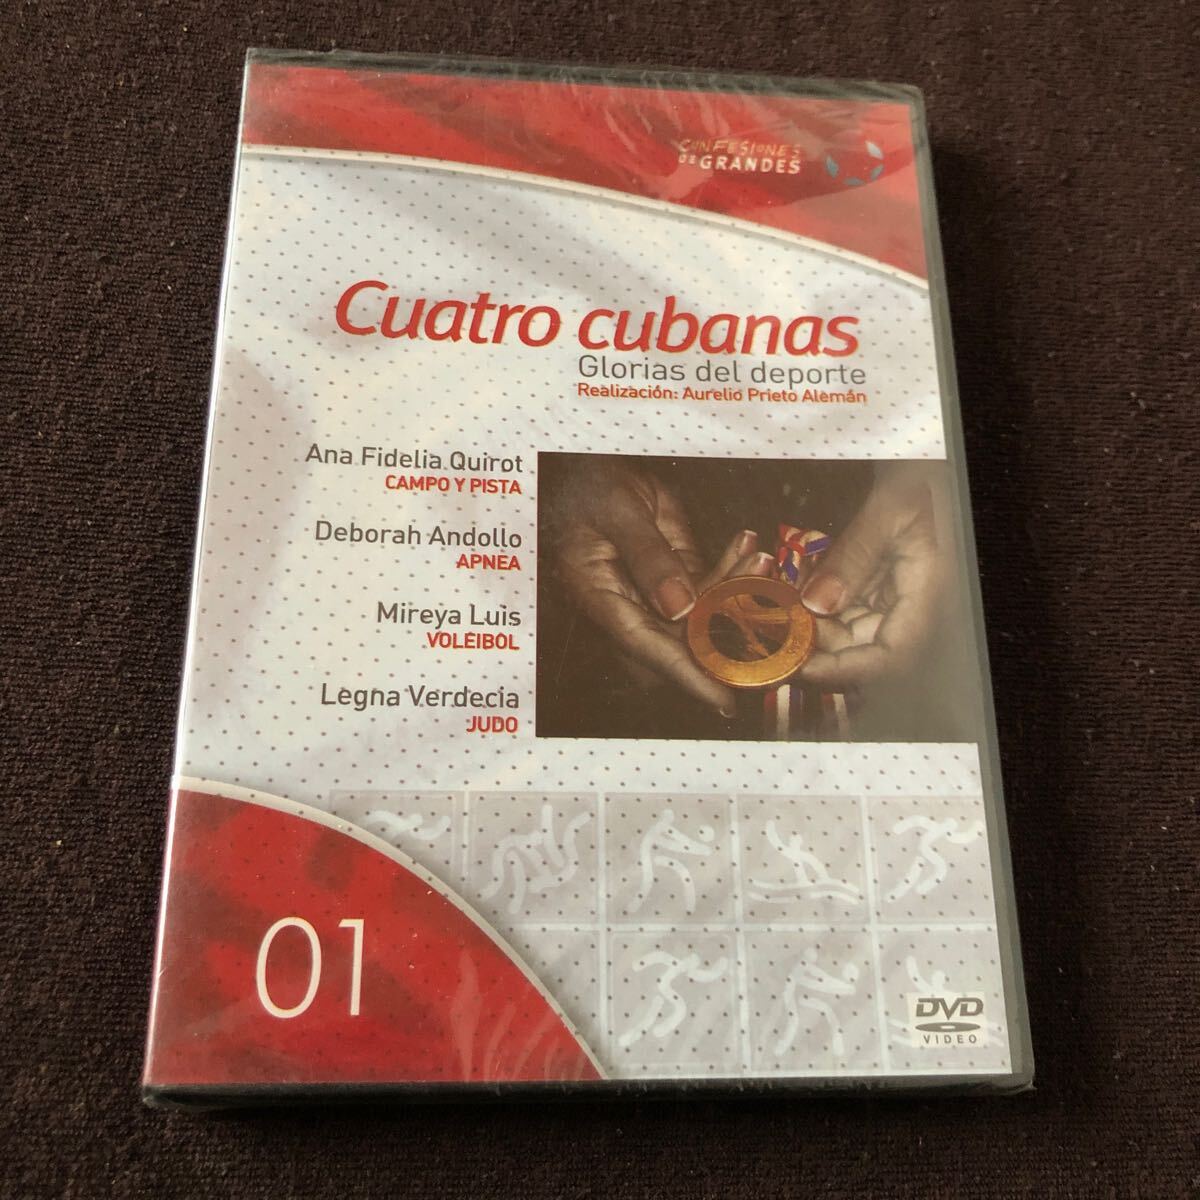 CONFESIONES
DE GRANDES
Cuatro cubanas
Glorias del deporte
Realización: Aurelio Prieto Alemán
Ana Fidelia Quirot
CAMPO Y PISTA
Deborah Andollo
APNEA
Mireya Luis
VOLEIBOL
Legna Verdecia
JUDO
01
DVD
VIDEO